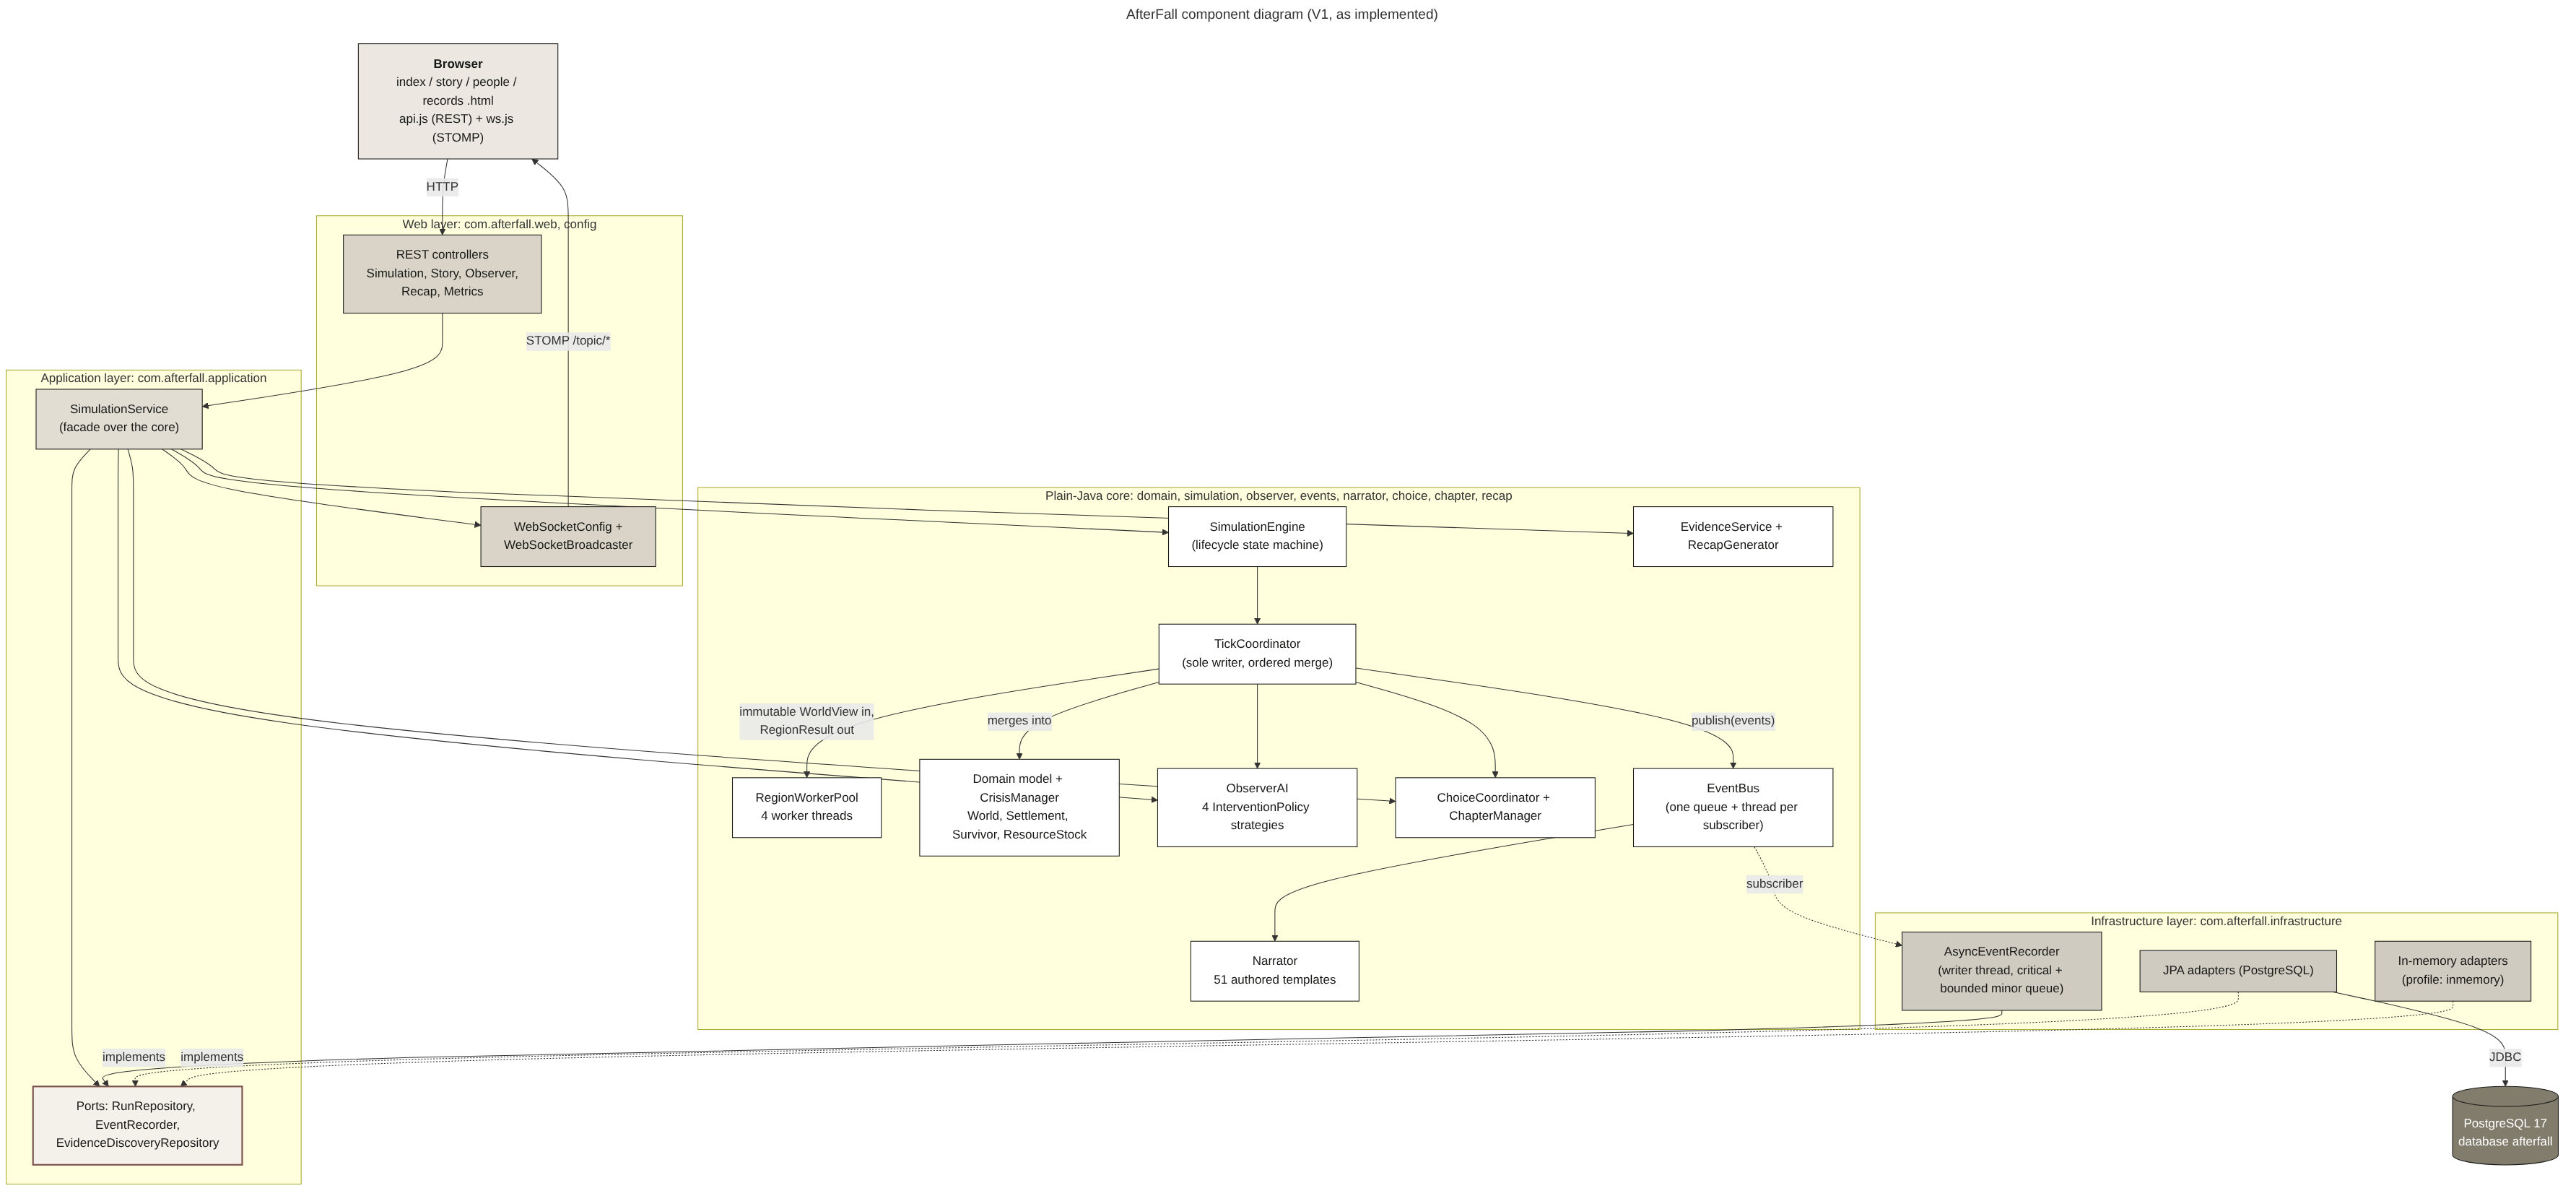 AfterFall component diagram (V1, as implemented)
Browser
index / story / people /
records .html
api.js (REST) + ws.js
(STOMP)
HTTP
Web layer: com.afterfall.web, config
REST controllers
Simulation, Story, Observer,
Recap, Metrics
STOMP /topic/*
Application layer: com.afterfall.application
SimulationService
(facade over the core)
WebSocketConfig +
WebSocketBroadcaster
Plain-Java core: domain, simulation, observer, events, narrator, choice, chapter, recap
SimulationEngine
(lifecycle state machine)
EvidenceService +
RecapGenerator
TickCoordinator
(sole writer, ordered merge)
immutable WorldView in,
RegionResult out
merges into
publish(events)
RegionWorkerPool
4 worker threads
Domain model +
CrisisManager
World, Settlement,
Survivor, ResourceStock
ObserverAI
4 InterventionPolicy
strategies
ChoiceCoordinator +
ChapterManager
EventBus
(one queue + thread per
subscriber)
subscriber
Narrator
51 authored templates
Infrastructure layer: com.afterfall.infrastructure
AsyncEventRecorder
(writer thread, critical +
bounded minor queue)
JPA adapters (PostgreSQL)
In-memory adapters
(profile: inmemory)
implements
implements
JDBC
Ports: RunRepository,
EventRecorder,
EvidenceDiscoveryRepository
PostgreSQL 17
database afterfall